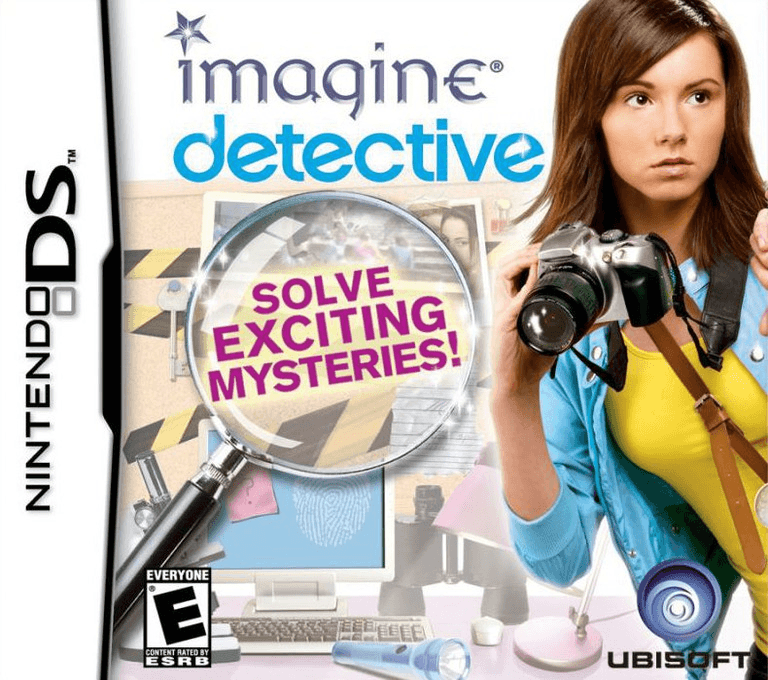 NINTENDO DS™
imagine®
detective
SOLVE
EXCITING
MYSTERIES!
EVERYONE
E
CONTENT RATED BY
ESRB
UBISOFT